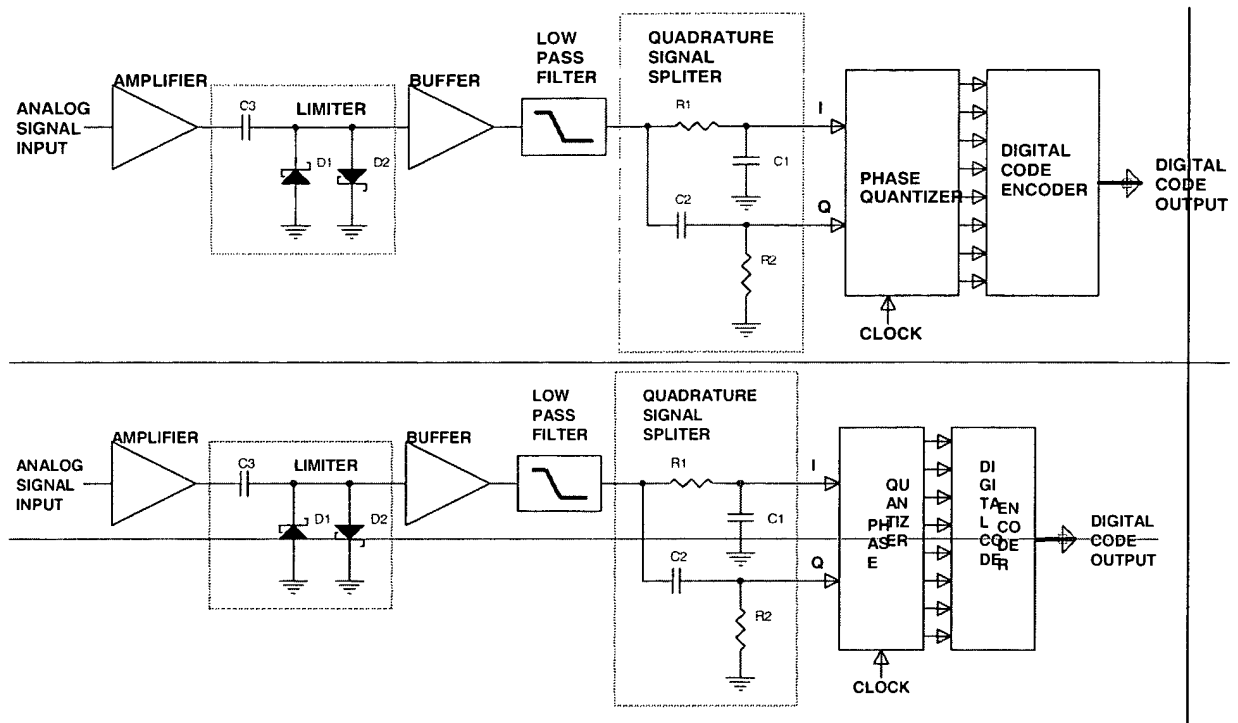 LOW
PASS
FILTER
QUADRATURE
SIGNAL
SPLITER
AMPLIFIER
BUFFER
ANALOG
SIGNAL
INPUT
C3
LIMITER
D1
D2
R1
C1
C2
R2
I
Q
PHASE
QUANTIZER
DIGITAL
CODE
ENCODER
DIGITAL
CODE
OUTPUT
CLOCK
LOW
PASS
FILTER
QUADRATURE
SIGNAL
SPLITER
AMPLIFIER
BUFFER
ANALOG
SIGNAL
INPUT
C3
LIMITER
D1
D2
R1
C1
C2
R2
I
Q
PH
AS
E
QU
AN
TIZ
ER
DI
GI
TA
L
CO
DE
EN
CO
DE
R
DIGITAL
CODE
OUTPUT
CLOCK